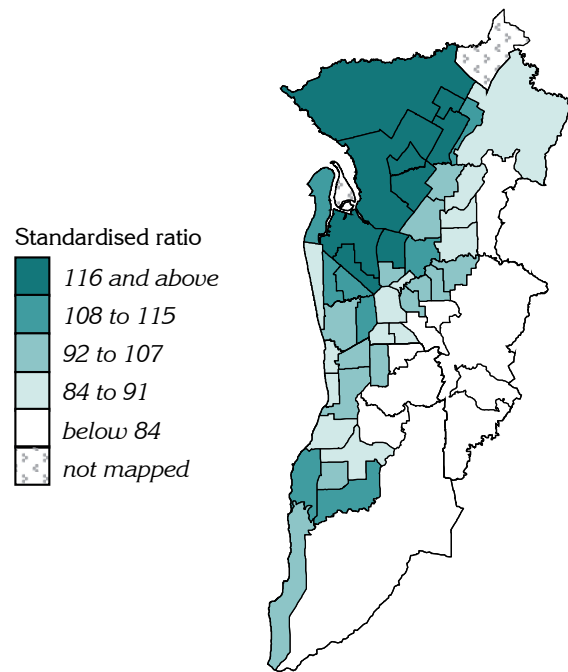 Standardised ratio
116 and above
108 to 115
92 to 107
84 to 91
below 84
not mapped